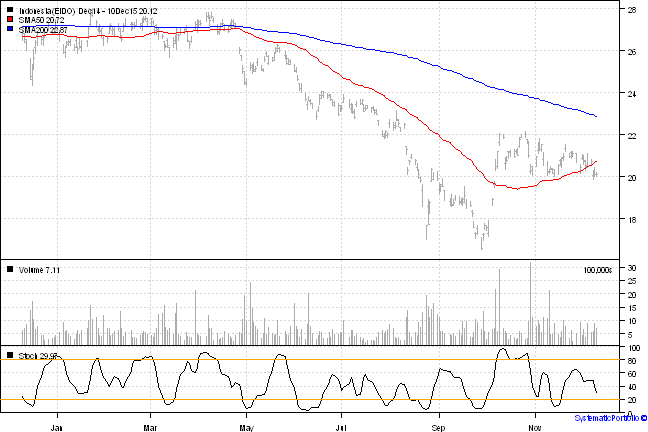 Indonesia(EIDO) Dec14 - 10Dec15 20.12
SMA50 20.72
SMA200 22.87
28
26
24
22
20
18
Volume 7.11
100,000s
30
25
20
15
10
5
Stoch 29.97
100
80
60
40
20
0
Jan
Mar
May
Jul
Sep
Nov
SystematicPortfolio ©